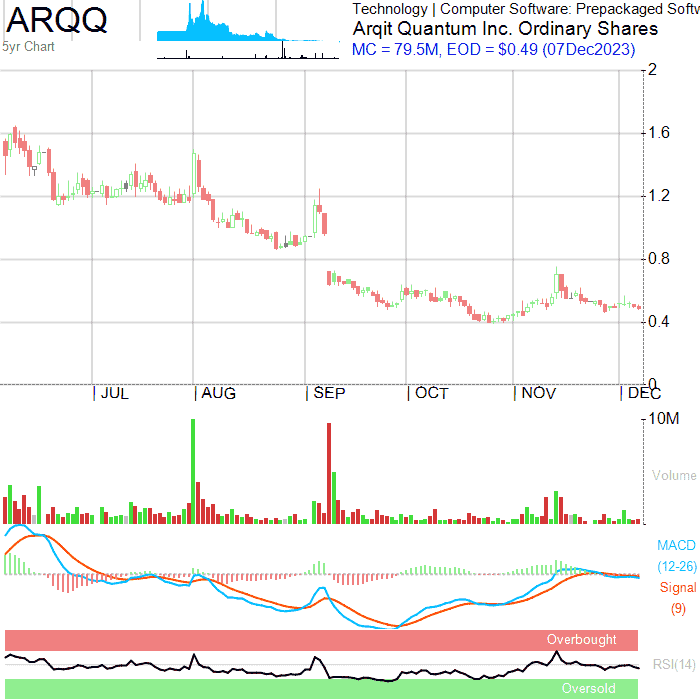 ARQQ
5yr Chart
Technology | Computer Software: Prepackaged Softw
Arqit Quantum Inc. Ordinary Shares
MC = 79.5M, EOD = $0.49 (07Dec2023)
2
1.6
1.2
0.8
0.4
0
JUL AUG SEP OCT NOV DEC
10M
Volume
MACD
(12-26)
Signal
(9)
Overbought
RSI(14)
Oversold